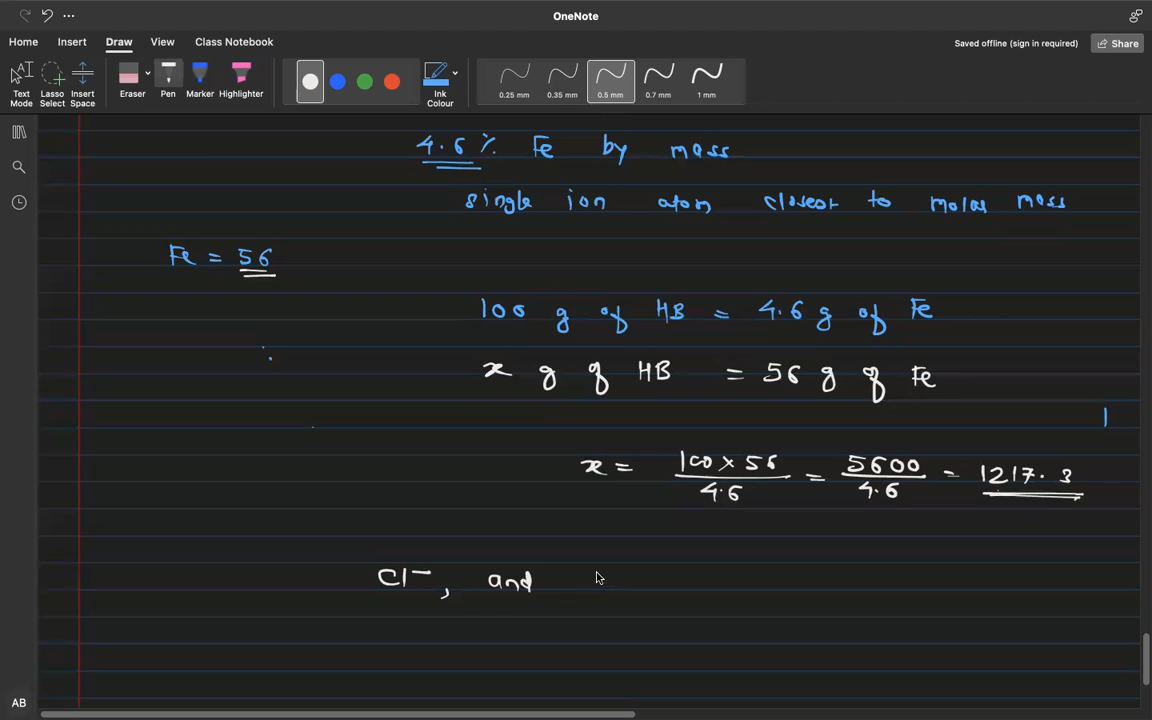 OneNote
Home Insert Draw View Class Notebook
Saved offline (sign in required) Share
Text Mode
Lasso Select
Insert Space
Eraser
Pen
Marker
Highlighter
Ink Colour
0.25 mm
0.35 mm
0.5 mm
0.7 mm
1 mm
4.6% Fe by mass
single ion atom closest to molar mass
Fe = 56
100 g of HB = 4.6 g of Fe
x g of HB = 56 g of Fe
x = 100 × 56 / 4.6 = 5600 / 4.6 = 1217.3
Cl⁻, and
AB